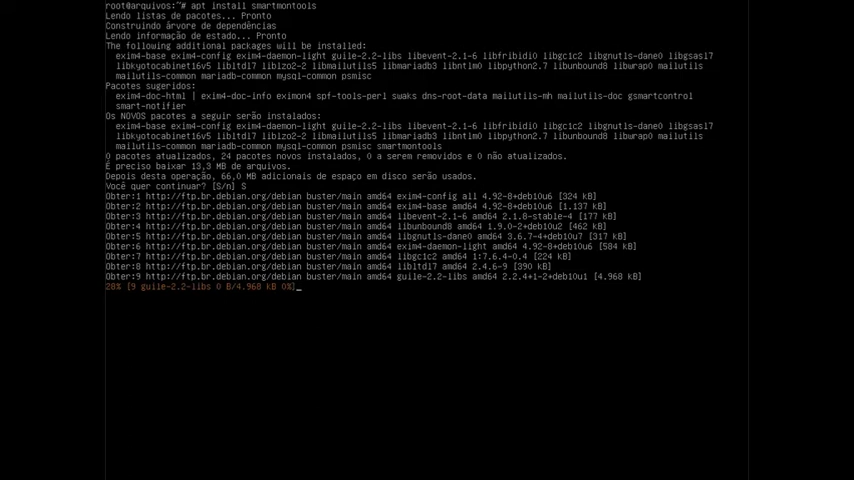 root@arquivos:~# apt install smartmontools
Lendo listas de pacotes... Pronto
Construindo árvore de dependências
Lendo informação de estado... Pronto
The following additional packages will be installed:
exim4-base exim4-config exim4-daemon-light guile-2.2-libs libevent-2.1-6 libfribidi0 libgc1c2 libgnutls-dane0 libgsasl7
libkyotocabinet16v5 libltdl7 liblzo2-2 libmailutils5 libmariadb3 libntlm0 libpython2.7 libunbound8 libwrap0 mailutils
mailutils-common mariadb-common mysql-common psmisc
Pacotes sugeridos:
exim4-doc-html | exim4-doc-info eximon4 spf-tools-perl swaks dns-root-data mailutils-mh mailutils-doc gsmartcontrol
smart-notifier
Os NOVOS pacotes a seguir serão instalados:
exim4-base exim4-config exim4-daemon-light guile-2.2-libs libevent-2.1-6 libfribidi0 libgc1c2 libgnutls-dane0 libgsasl7
libkyotocabinet16v5 libltdl7 liblzo2-2 libmailutils5 libmariadb3 libntlm0 libpython2.7 libunbound8 libwrap0 mailutils
mailutils-common mariadb-common mysql-common psmisc smartmontools
0 pacotes atualizados, 24 pacotes novos instalados, 0 a serem removidos e 0 não atualizados.
É preciso baixar 13,3 MB de arquivos.
Depois desta operação, 66,0 MB adicionais de espaço em disco serão usados.
Você quer continuar? [S/n] S
Obter:1 http://ftp.br.debian.org/debian buster/main amd64 exim4-config all 4.92-8+deb10u6 [324 kB]
Obter:2 http://ftp.br.debian.org/debian buster/main amd64 exim4-base amd64 4.92-8+deb10u6 [1.137 kB]
Obter:3 http://ftp.br.debian.org/debian buster/main amd64 libevent-2.1-6 amd64 2.1.8-stable-4 [177 kB]
Obter:4 http://ftp.br.debian.org/debian buster/main amd64 libunbound8 amd64 1.9.0-2+deb10u2 [462 kB]
Obter:5 http://ftp.br.debian.org/debian buster/main amd64 libgnutls-dane0 amd64 3.6.7-4+deb10u7 [317 kB]
Obter:6 http://ftp.br.debian.org/debian buster/main amd64 exim4-daemon-light amd64 4.92-8+deb10u6 [584 kB]
Obter:7 http://ftp.br.debian.org/debian buster/main amd64 libgc1c2 amd64 1:7.6.4-0.4 [224 kB]
Obter:8 http://ftp.br.debian.org/debian buster/main amd64 libltdl7 amd64 2.4.6-9 [390 kB]
Obter:9 http://ftp.br.debian.org/debian buster/main amd64 guile-2.2-libs amd64 2.2.4+1-2+deb10u1 [4.968 kB]
28% [9 guile-2.2-libs 0 B/4.968 kB 0%]_